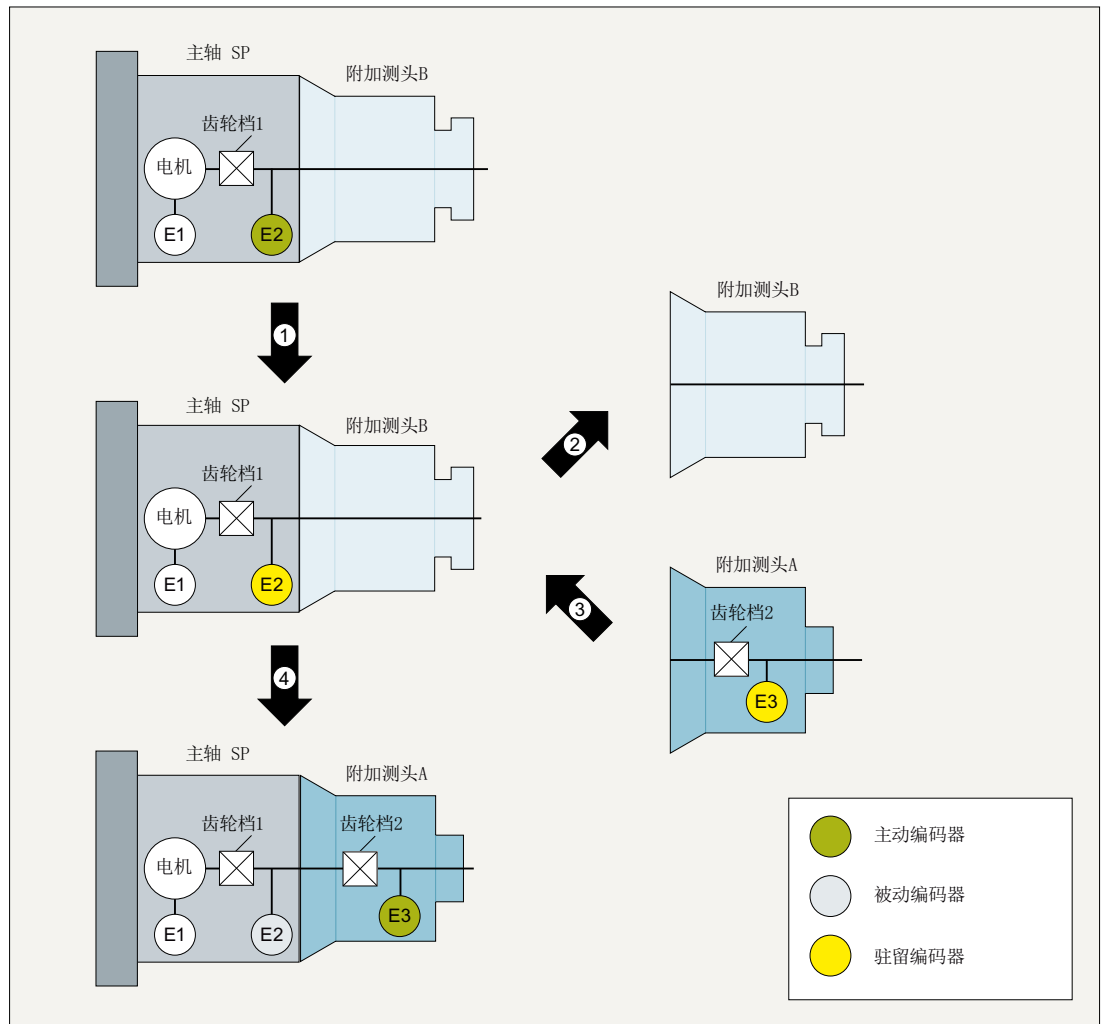 主轴 SP
附加测头B
齿轮档1
电机
E1
E2
①
附加测头B
主轴 SP
附加测头B
②
齿轮档1
电机
E1
E2
附加测头A
③
齿轮档2
E3
④
主轴 SP
附加测头A
齿轮档1
齿轮档2
电机
E1
E2
E3
主动编码器
被动编码器
驻留编码器